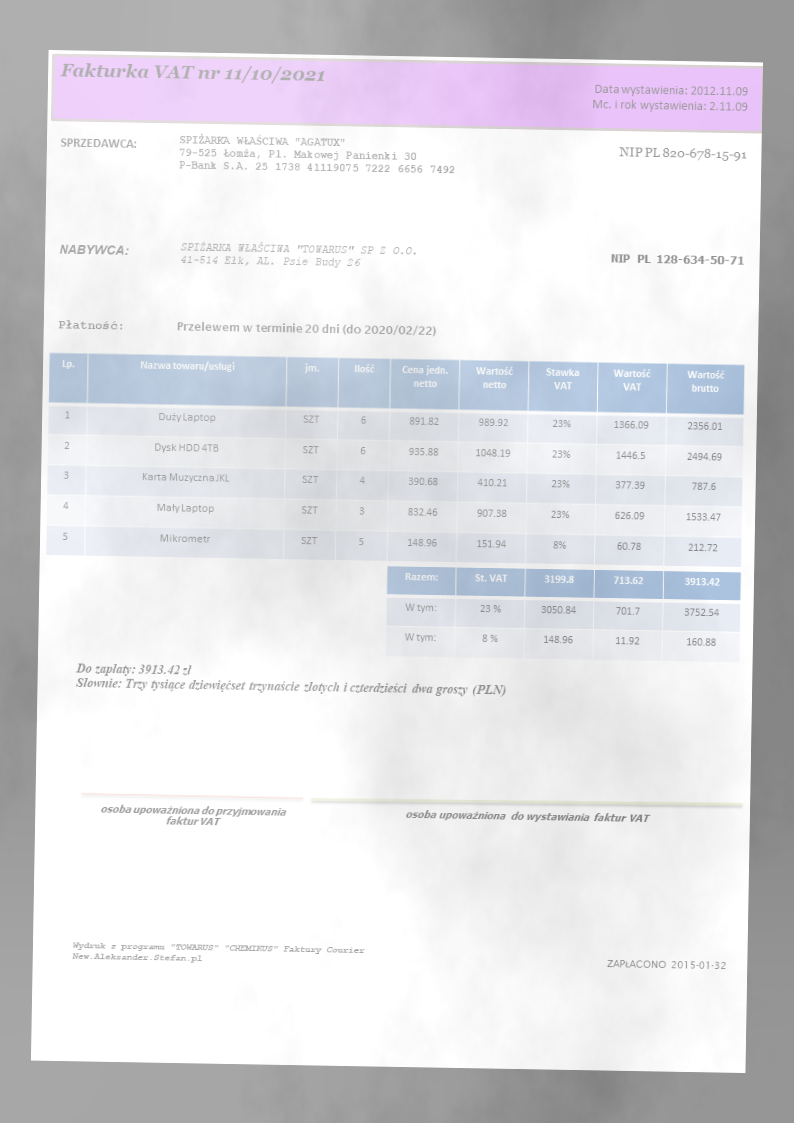 Fakturka VAT nr 11/10/2021
Data wystawienia: 2012.11.09
Mc. i rok wystawienia: 2.11.09
SPRZEDAWCA:
SPIŻARKA WŁAŚCIWA "AGATUX"
79-525 Łomża, Pl. Makowej Panienki 30
P-Bank S.A. 25 1738 41119075 7222 6656 7492
NIP PL 820-678-15-91
NABYWCA:
SPIŻARKA WŁAŚCIWA "TOWARUS" SP Z O.O.
41-514 Ełk, AL. Psie Budy 26
NIP PL 128-634-50-71
Płatność: Przelewem w terminie 20 dni (do 2020/02/22)
Lp. Nazwa towaru/usługi jm. Ilość Cena jedn. netto Wartość netto Stawka VAT Wartość VAT Wartość brutto
1 Duży Laptop SZT 6 891.82 989.92 23% 1366.09 2356.01
2 Dysk HDD 4TB SZT 6 935.88 1048.19 23% 1446.5 2494.69
3 Karta Muzyczna JKL SZT 4 390.68 410.21 23% 377.39 787.6
4 Mały Laptop SZT 3 832.46 907.38 23% 626.09 1533.47
5 Mikrometr SZT 5 148.96 151.94 8% 60.78 212.72
Razem: St. VAT 3199.8 713.62 3913.42
W tym: 23 % 3050.84 701.7 3752.54
W tym: 8 % 148.96 11.92 160.88
Do zapłaty: 3913.42 zł
Słownie: Trzy tysiące dziewięćset trzynaście złotych i czterdzieści dwa groszy (PLN)
osoba upoważniona do przyjmowania
faktur VAT
osoba upoważniona do wystawiania faktur VAT
Wydruk z programu "TOWARUS" "CHEMIKUS" Faktury Courier
New.Aleksander.Stefan.pl
ZAPŁACONO 2015-01-32